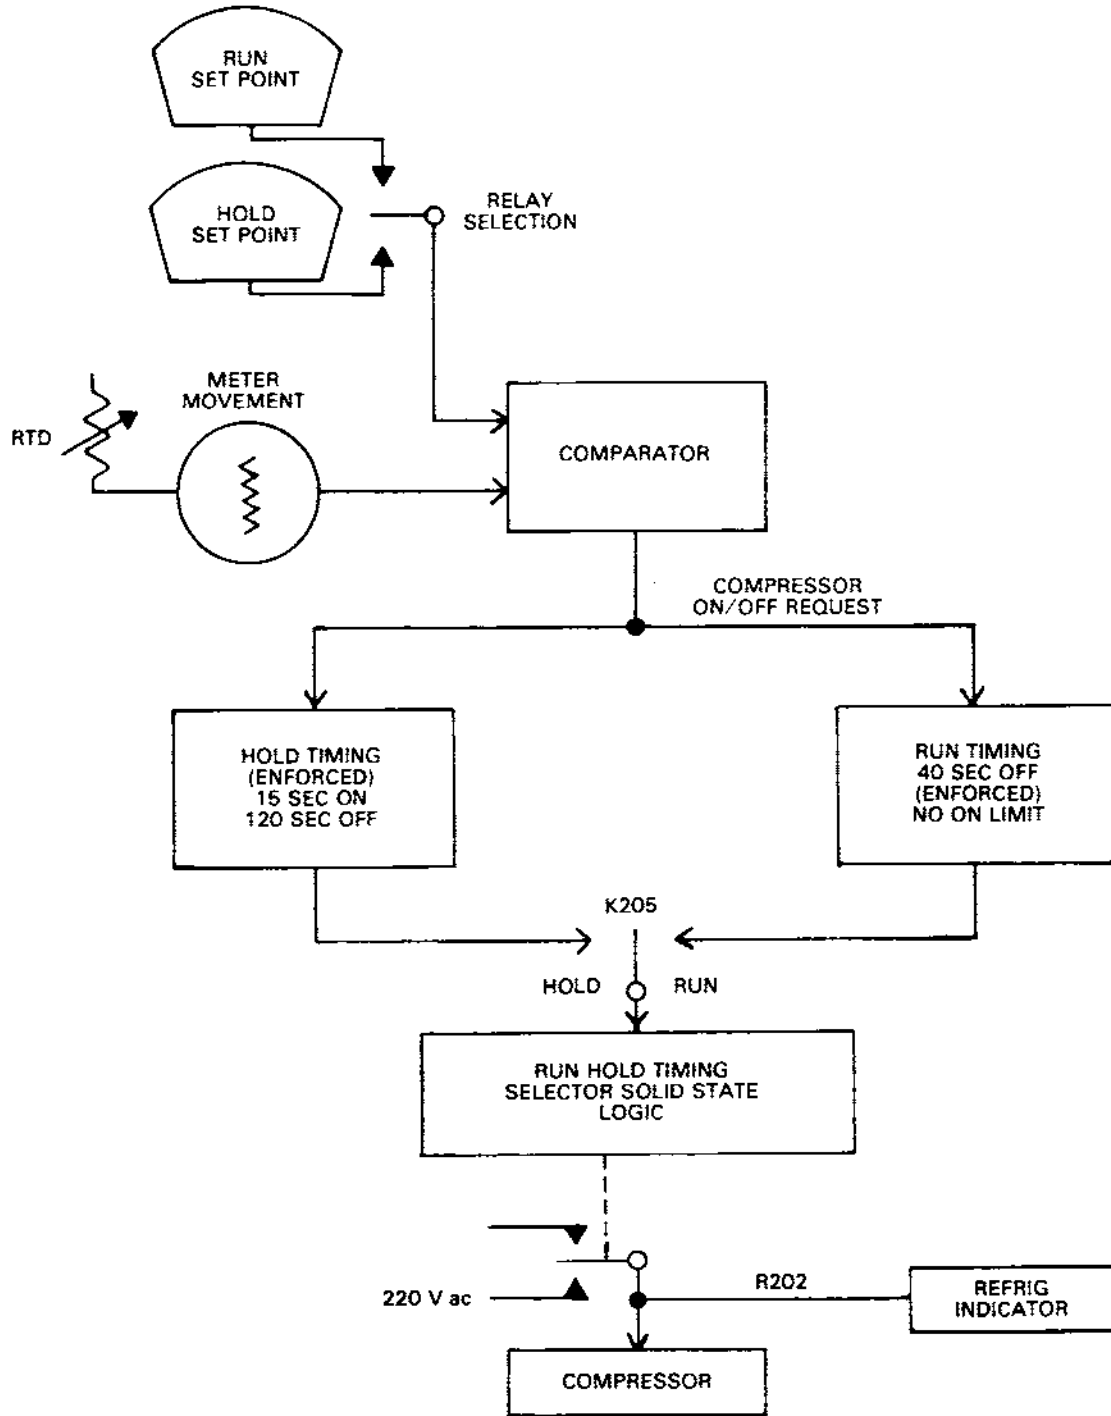 RUN
SET POINT
HOLD
SET POINT
RELAY
SELECTION
METER
MOVEMENT
RTD
COMPARATOR
COMPRESSOR
ON/OFF REQUEST
HOLD TIMING
(ENFORCED)
15 SEC ON
120 SEC OFF
RUN TIMING
40 SEC OFF
(ENFORCED)
NO ON LIMIT
K205
HOLD
RUN
RUN HOLD TIMING
SELECTOR SOLID STATE
LOGIC
220 V ac
R202
REFRIG
INDICATOR
COMPRESSOR